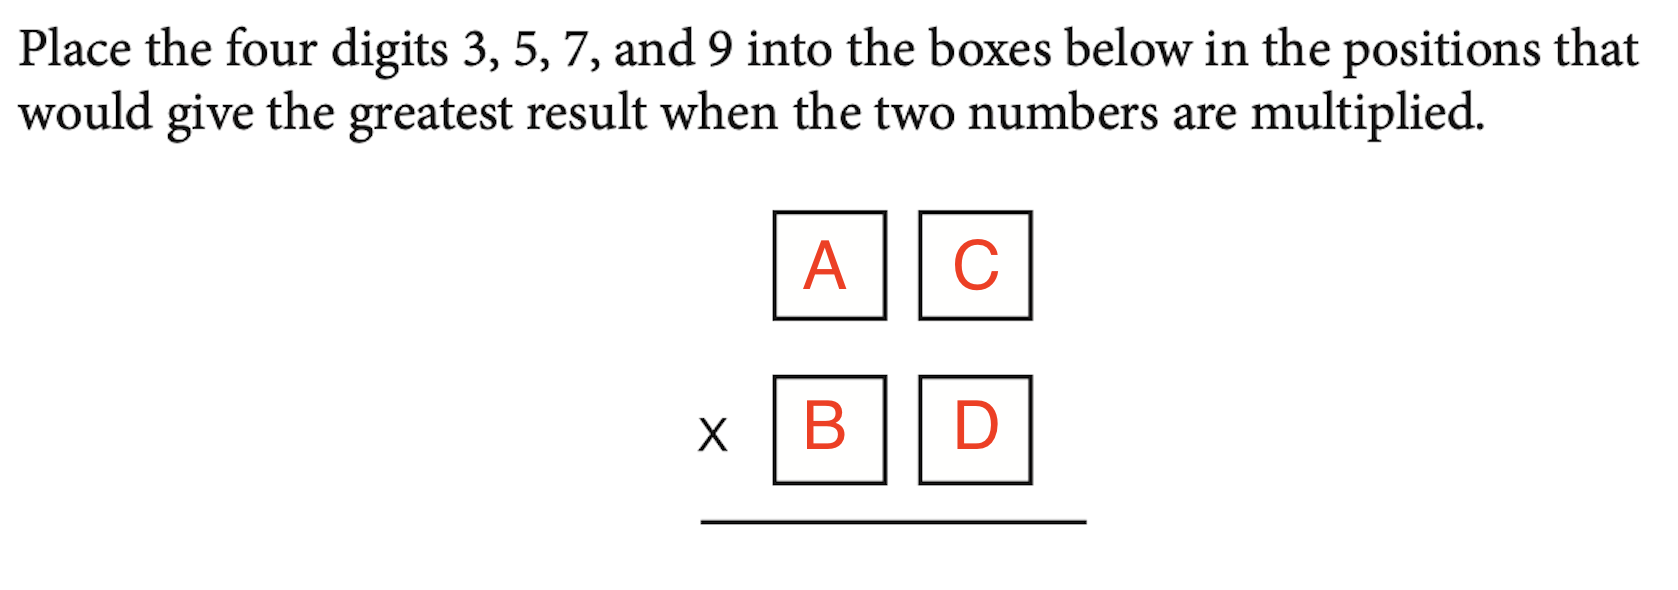 Place the four digits 3, 5, 7, and 9 into the boxes below in the positions that
would give the greatest result when the two numbers are multiplied.
A C
x B D